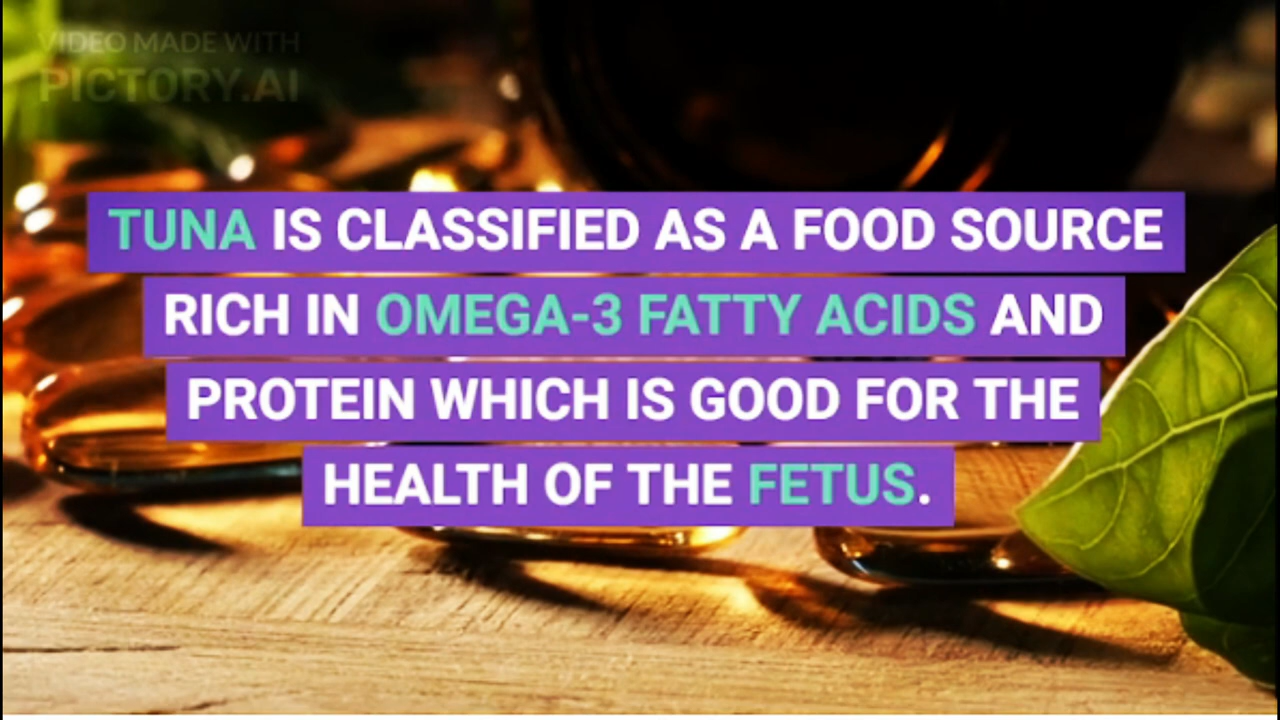 VIDEO MADE WITH
PICTORY.AI
TUNA IS CLASSIFIED AS A FOOD SOURCE
RICH IN OMEGA-3 FATTY ACIDS AND
PROTEIN WHICH IS GOOD FOR THE
HEALTH OF THE FETUS.